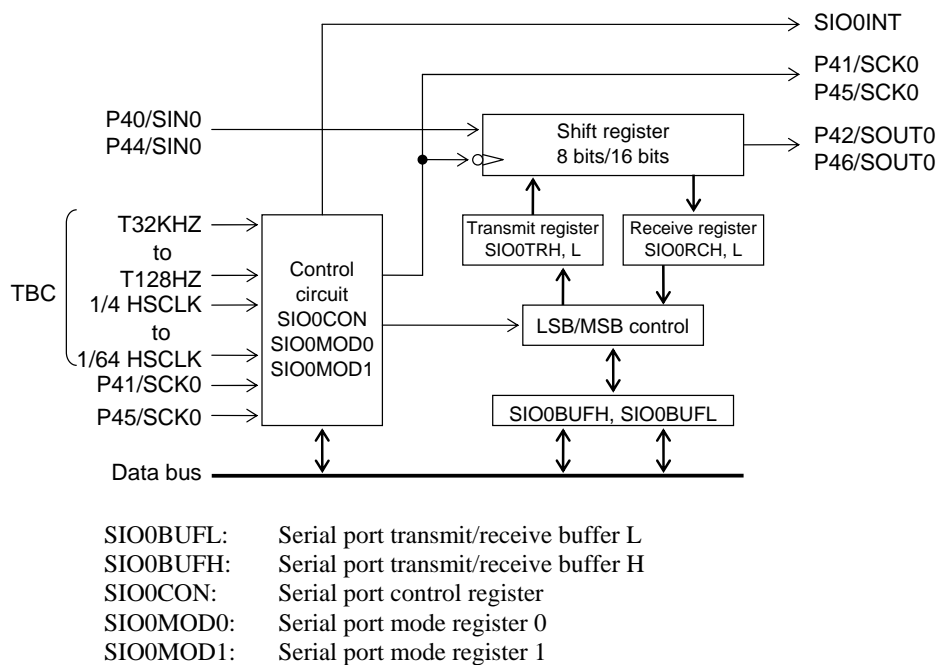 SIO0INT
P41/SCK0
P45/SCK0
P40/SIN0
P44/SIN0
Shift register
8 bits/16 bits
P42/SOUT0
P46/SOUT0
TBC
T32KHZ
to
T128HZ
1/4 HSCLK
to
1/64 HSCLK
P41/SCK0
P45/SCK0
Control
circuit
SIO0CON
SIO0MOD0
SIO0MOD1
Transmit register
SIO0TRH, L
Receive register
SIO0RCH, L
LSB/MSB control
SIO0BUFH, SIO0BUFL
Data bus
SIO0BUFL: Serial port transmit/receive buffer L
SIO0BUFH: Serial port transmit/receive buffer H
SIO0CON: Serial port control register
SIO0MOD0: Serial port mode register 0
SIO0MOD1: Serial port mode register 1